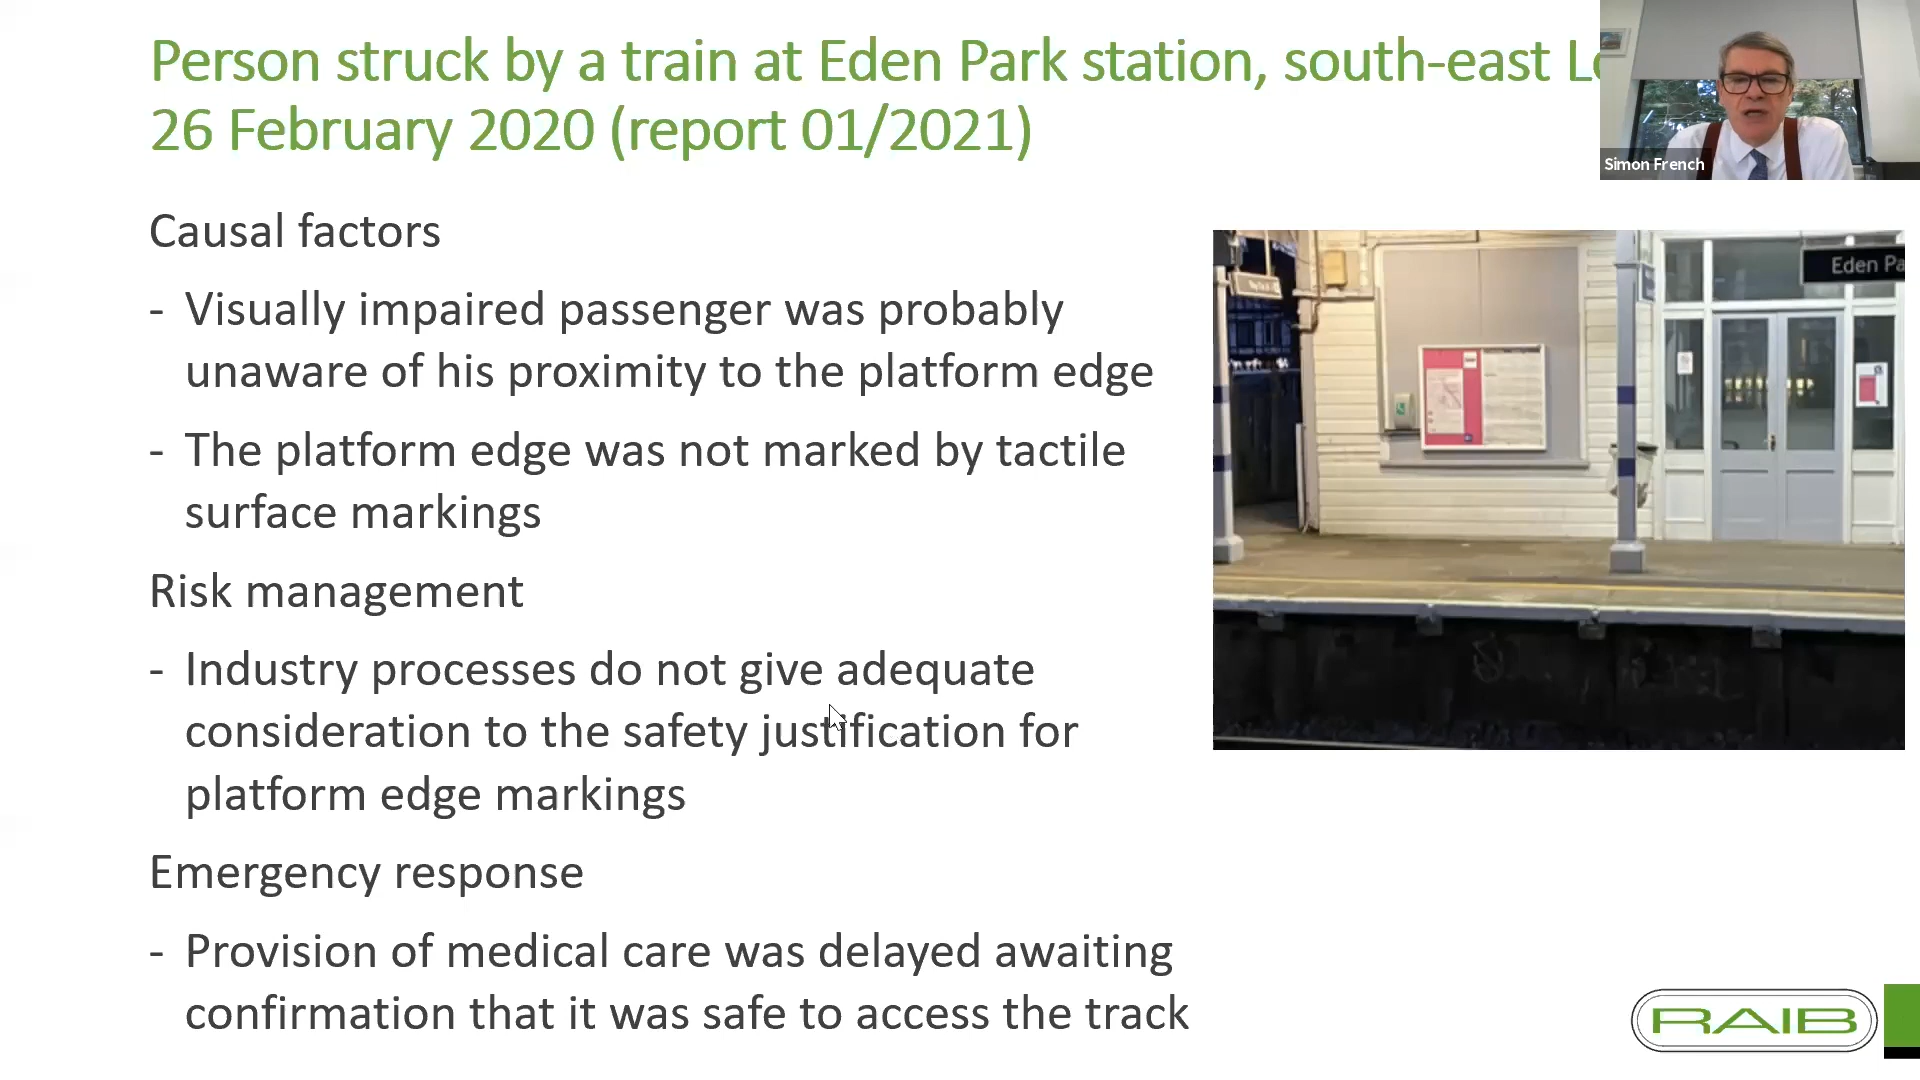 Person struck by a train at Eden Park station, south-east L
26 February 2020 (report 01/2021)
Simon French
Causal factors
- Visually impaired passenger was probably
unaware of his proximity to the platform edge
- The platform edge was not marked by tactile
surface markings
Risk management
- Industry processes do not give adequate
consideration to the safety justification for
platform edge markings
Emergency response
- Provision of medical care was delayed awaiting
confirmation that it was safe to access the track
Eden Pa
RAIB